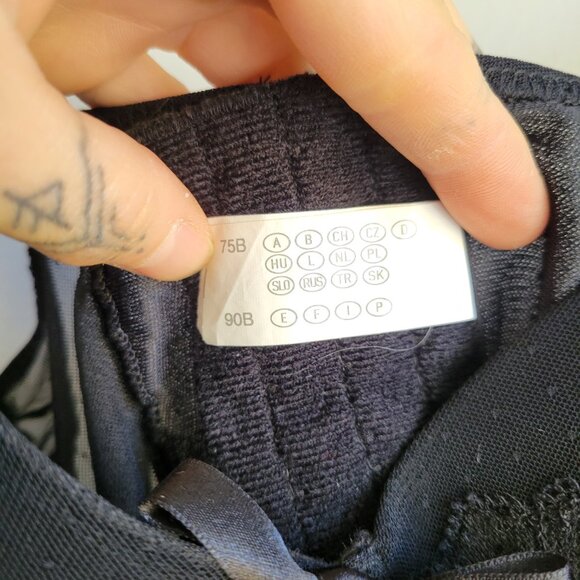 75B A B CH CZ D
HU L NL PL
SLO RUS TR SK
90B E F I P